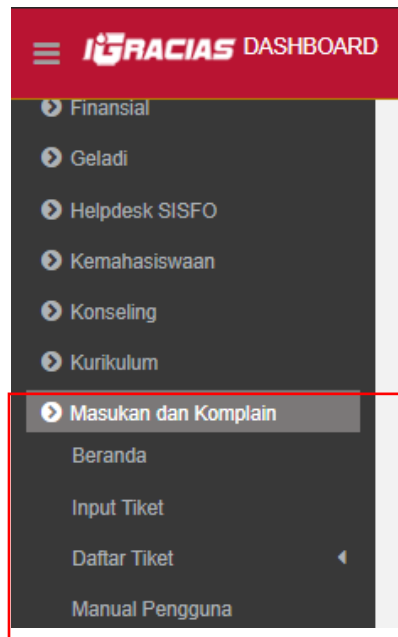 iGRACIAS DASHBOARD
Finansial
Geladi
Helpdesk SISFO
Kemahasiswaan
Konseling
Kurikulum
Masukan dan Komplain
Beranda
Input Tiket
Daftar Tiket
Manual Pengguna